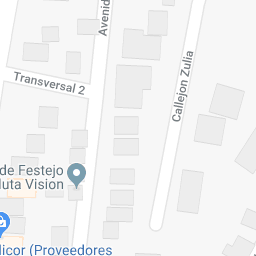 Avenid
Callejon Zulia
Transversal 2
de Festejo
luta Vision
licor (Proveedores